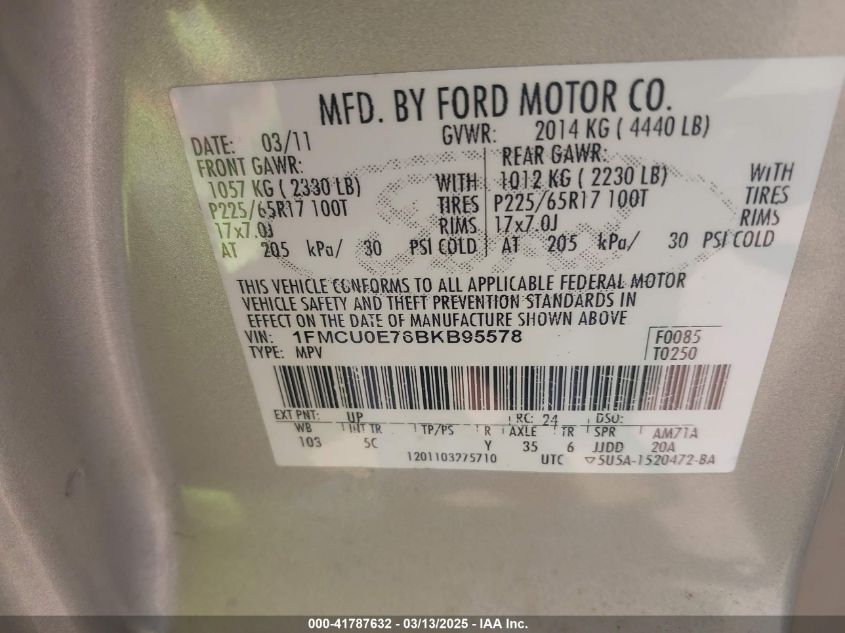 MFD. BY FORD MOTOR CO.
DATE: 03/11 GVWR: 2014 KG ( 4440 LB)
FRONT GAWR: REAR GAWR:
1057 KG ( 2330 LB) WITH 1012 KG ( 2230 LB) WITH
P225/65R17 100T TIRES P225/65R17 100T TIRES
17x7.0J RIMS 17x7.0J RIMS
AT 205 kPa/ 30 PSI COLD AT 205 kPa/ 30 PSI COLD
THIS VEHICLE CONFORMS TO ALL APPLICABLE FEDERAL MOTOR
VEHICLE SAFETY AND THEFT PREVENTION STANDARDS IN
EFFECT ON THE DATE OF MANUFACTURE SHOWN ABOVE
VIN: 1FMCU0E76BKB95578 F0085
TYPE: MPV T0250
EXT PNT: UP RC: 24 DSO:
WB INT TR TP/PS R AXLE TR SPR AM71A
103 5C Y 35 6 JJDD 20A
1201103275710 UTC ▽5U5A-1520472-BA
000-41787632 - 03/13/2025 - IAA Inc.